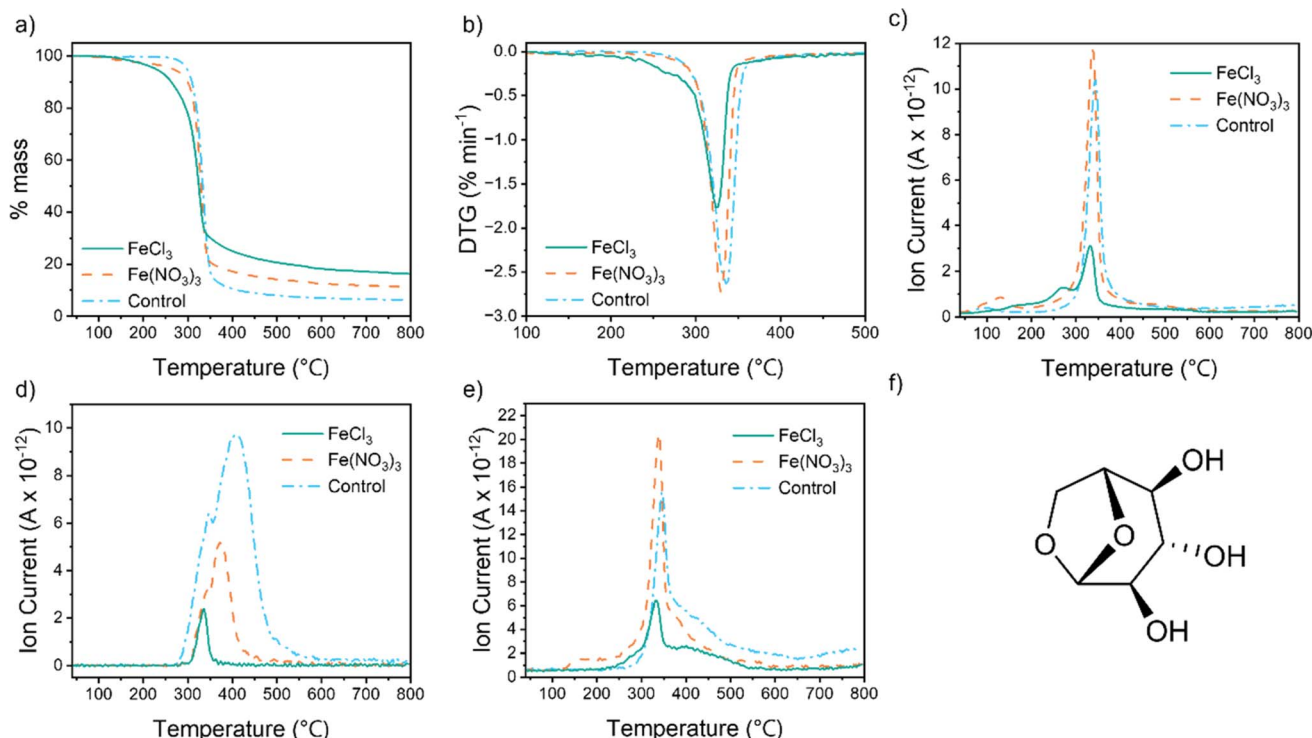 a)
% mass
100
80
60
40
20
0
FeCl₃
Fe(NO₃)₃
Control
100 200 300 400 500 600 700 800
Temperature (°C)
b)
DTG (% min⁻¹)
0.0
−0.5
−1.0
−1.5
−2.0
−2.5
−3.0
FeCl₃
Fe(NO₃)₃
Control
100 200 300 400 500
Temperature (°C)
c)
Ion Current (A x 10⁻¹²)
12
10
8
6
4
2
0
FeCl₃
Fe(NO₃)₃
Control
100 200 300 400 500 600 700 800
Temperature (°C)
d)
Ion Current (A x 10⁻¹²)
10
8
6
4
2
0
FeCl₃
Fe(NO₃)₃
Control
100 200 300 400 500 600 700 800
Temperature (°C)
e)
Ion Current (A x 10⁻¹²)
22
20
18
16
14
12
10
8
6
4
2
0
FeCl₃
Fe(NO₃)₃
Control
100 200 300 400 500 600 700 800
Temperature (°C)
f)
OH
O
O
OH
OH